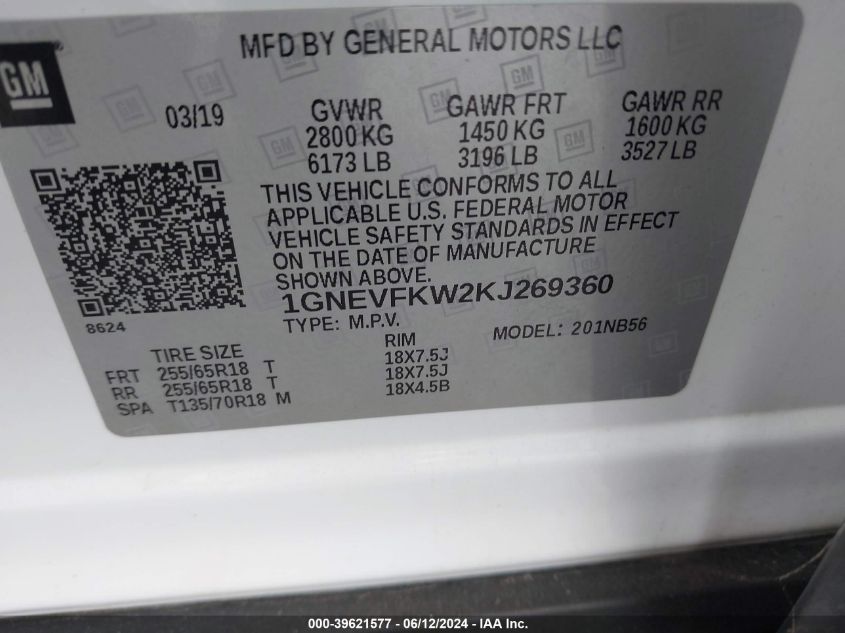 GM
MFD BY GENERAL MOTORS LLC
03/19
GVWR GAWR FRT GAWR RR
2800 KG 1450 KG 1600 KG
6173 LB 3196 LB 3527 LB
THIS VEHICLE CONFORMS TO ALL
APPLICABLE U.S. FEDERAL MOTOR
VEHICLE SAFETY STANDARDS IN EFFECT
ON THE DATE OF MANUFACTURE
SHOWN ABOVE.
1GNEVFKW2KJ269360
8624
TYPE: M.P.V. MODEL: 201NB56
TIRE SIZE RIM
FRT 255/65R18 T 18X7.5J
RR 255/65R18 T 18X7.5J
SPA T135/70R18 M 18X4.5B
000-39621577 - 06/12/2024 - IAA Inc.